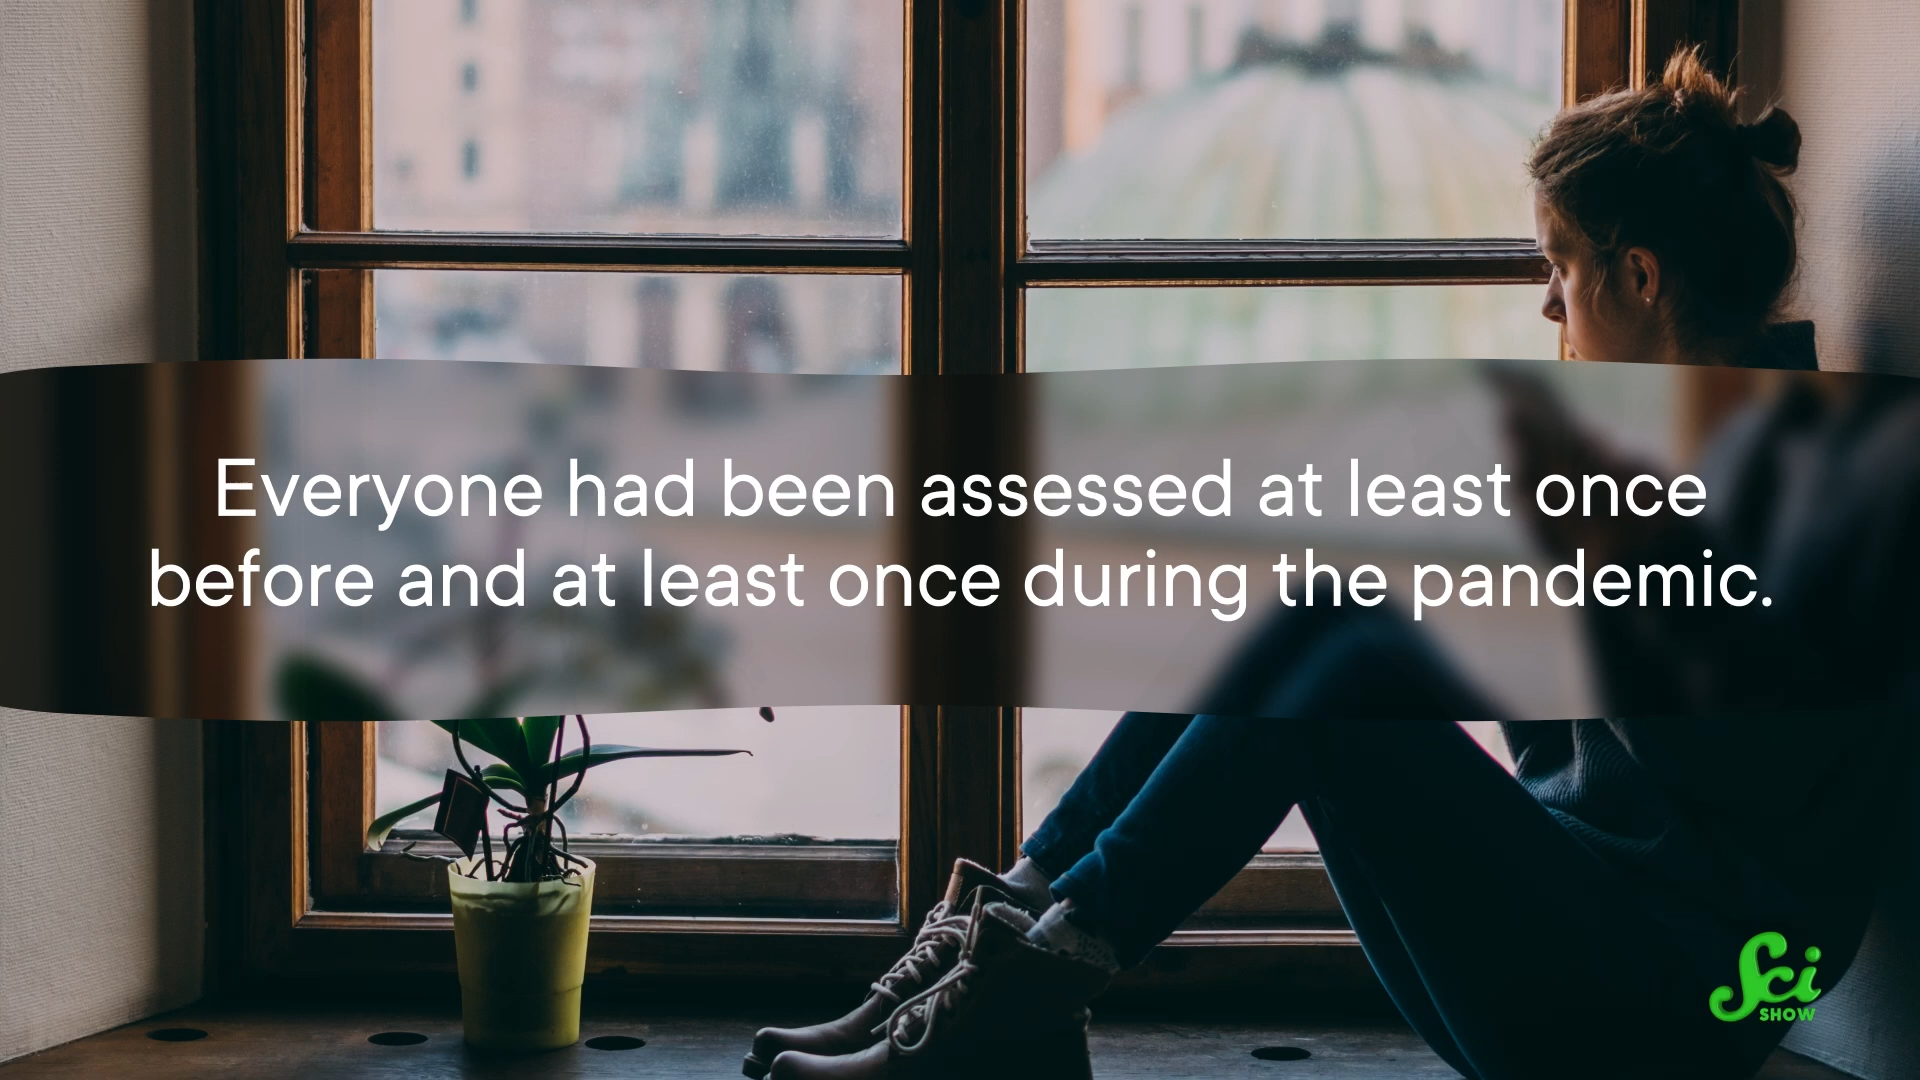 Everyone had been assessed at least once
before and at least once during the pandemic.
Sci
SHOW